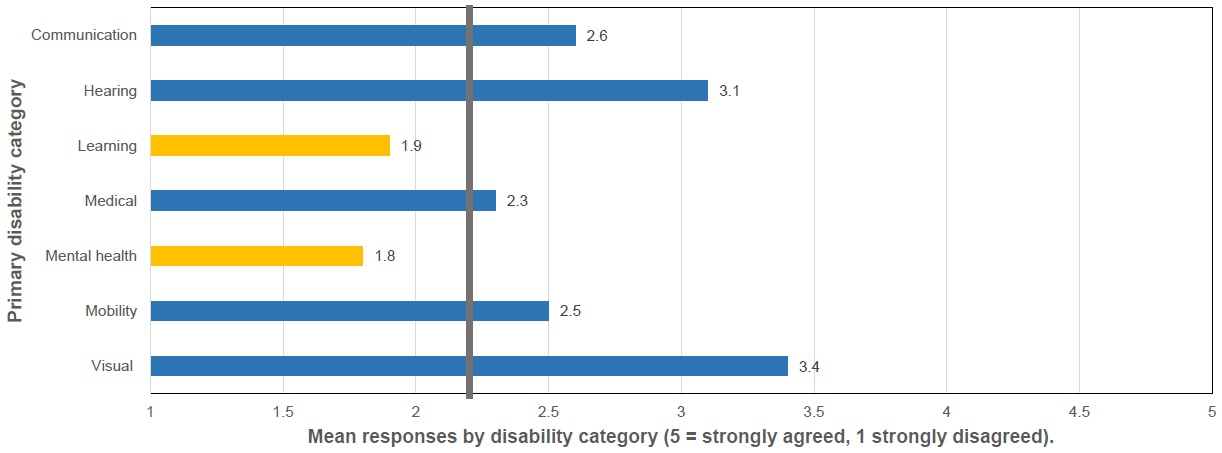 Primary disability category
Communication 2.6
Hearing 3.1
Learning 1.9
Medical 2.3
Mental health 1.8
Mobility 2.5
Visual 3.4
1 1.5 2 2.5 3 3.5 4 4.5 5
Mean responses by disability category (5 = strongly agreed, 1 strongly disagreed).